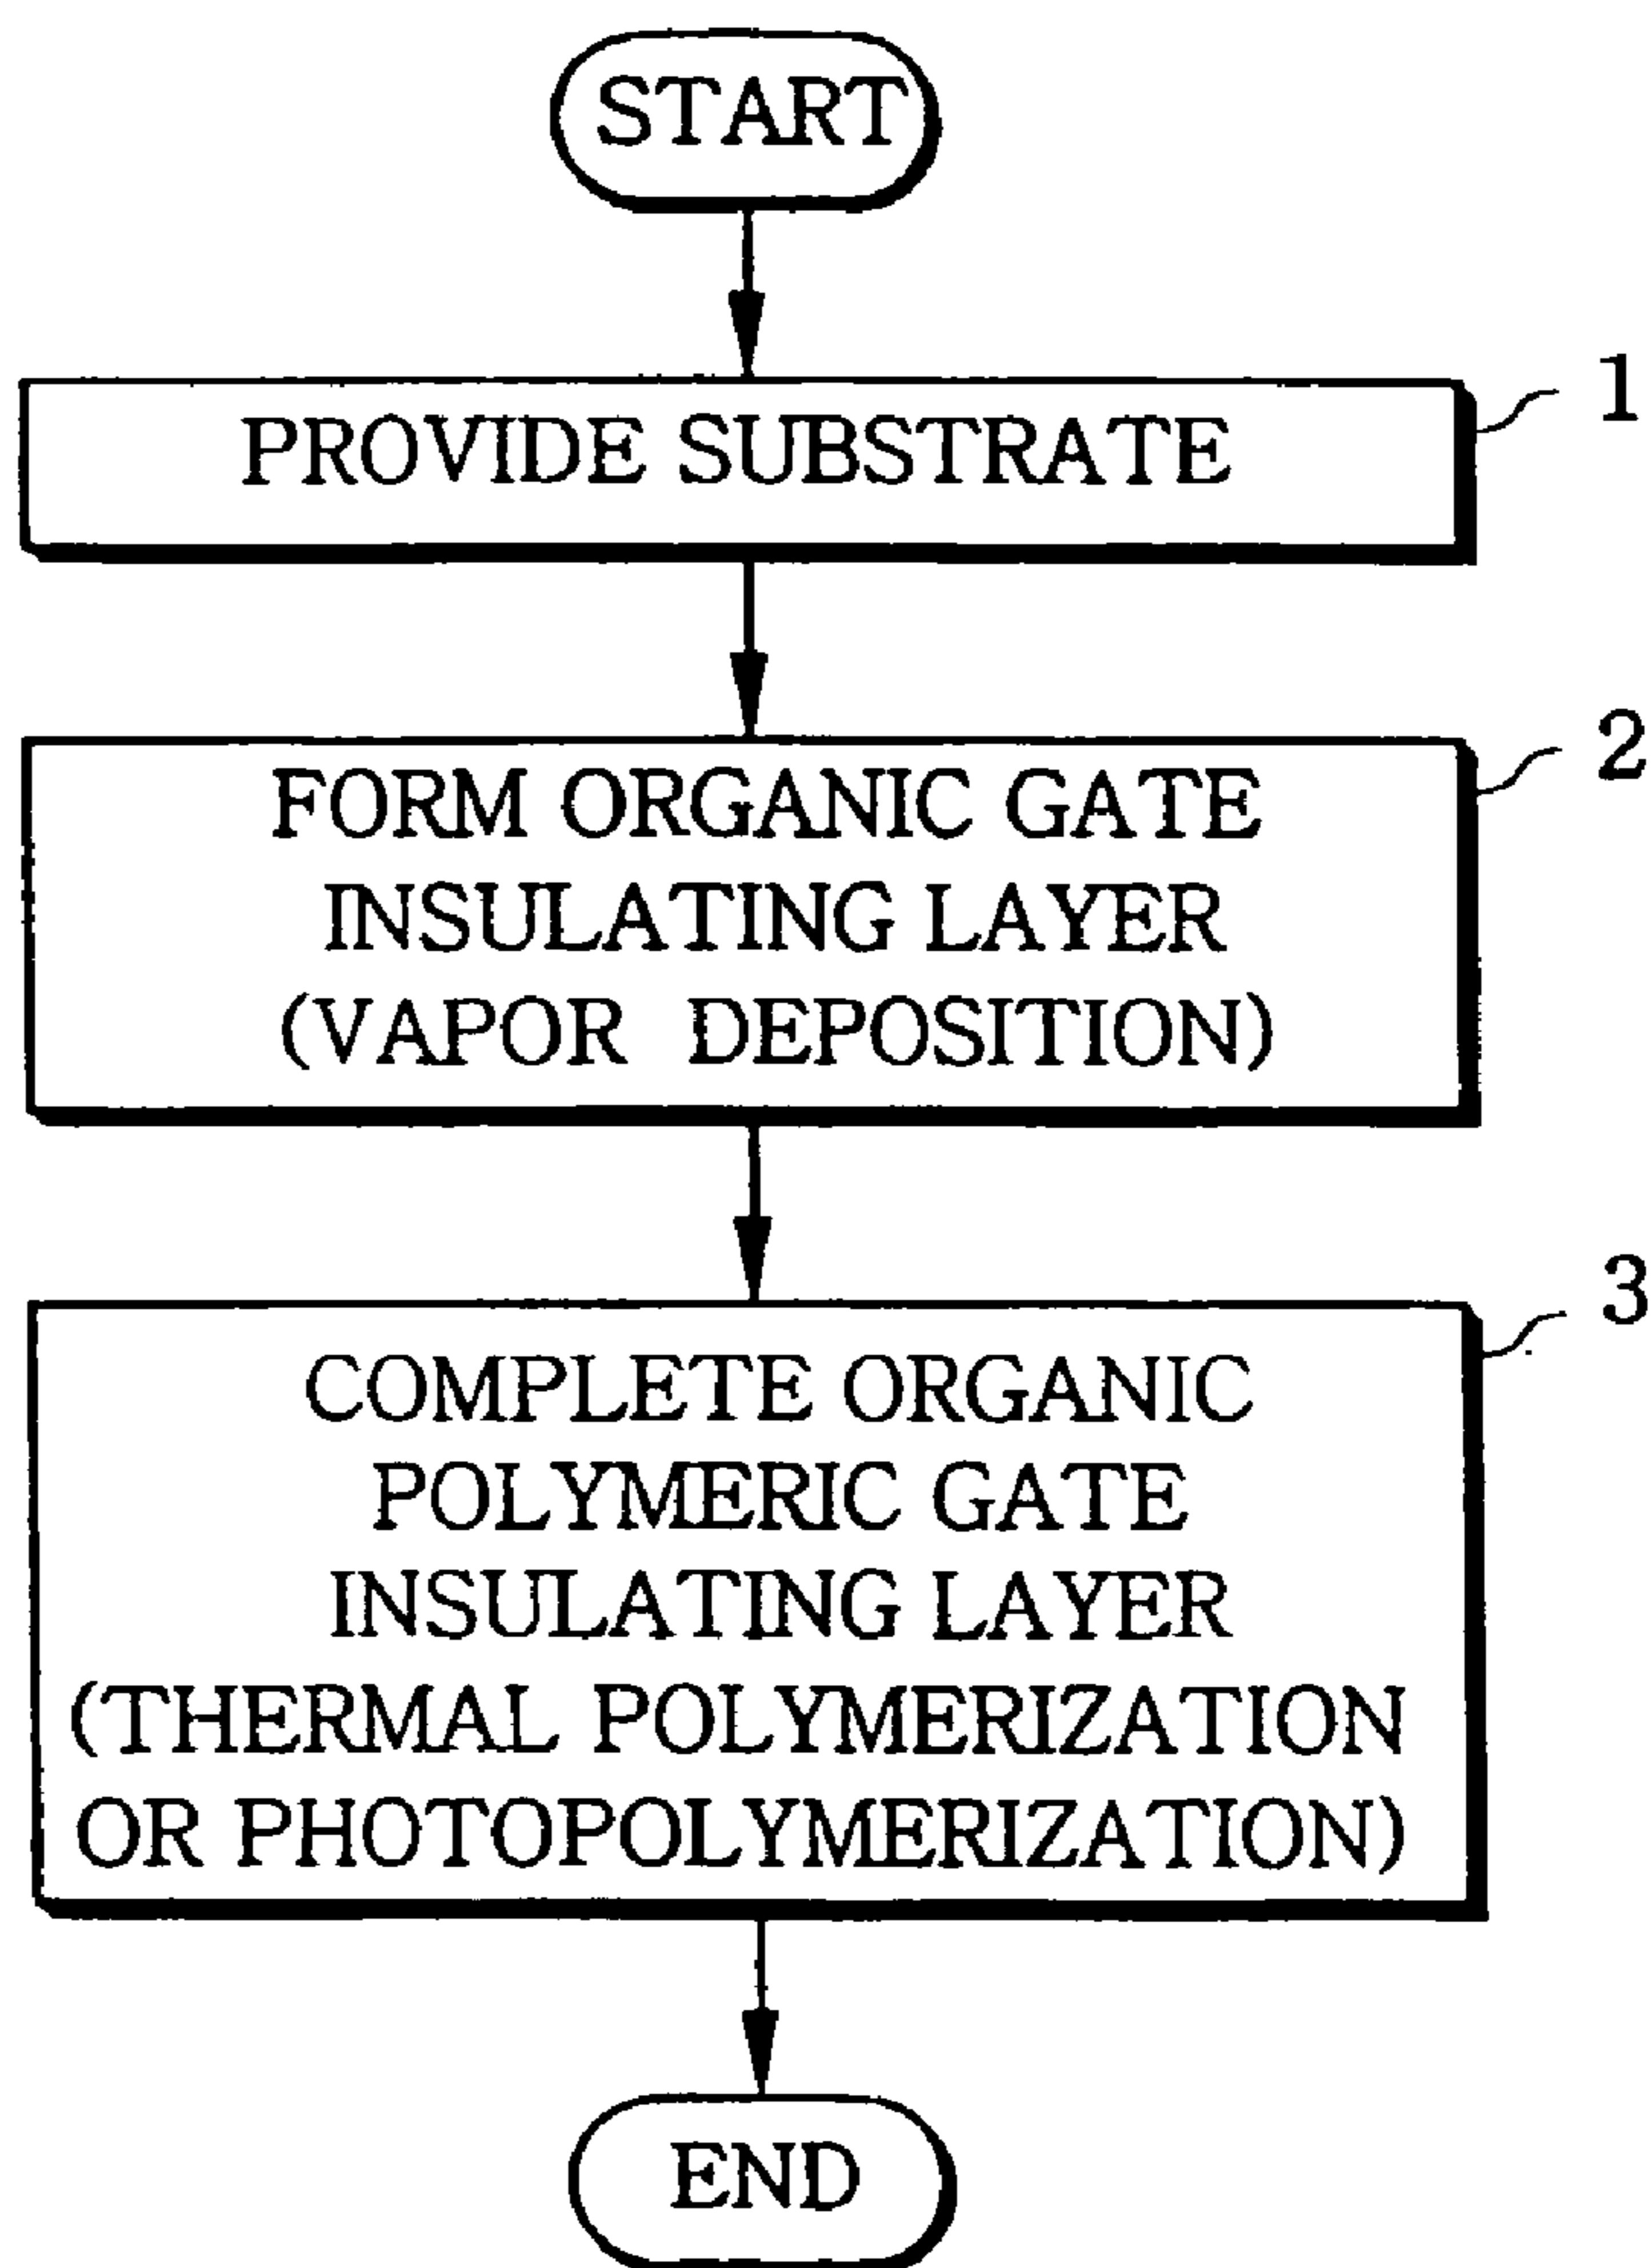 START
PROVIDE SUBSTRATE
1
FORM ORGANIC GATE
INSULATING LAYER
(VAPOR DEPOSITION)
2
COMPLETE ORGANIC
POLYMERIC GATE
INSULATING LAYER
(THERMAL POLYMERIZATION
OR PHOTOPOLYMERIZATION)
3
END